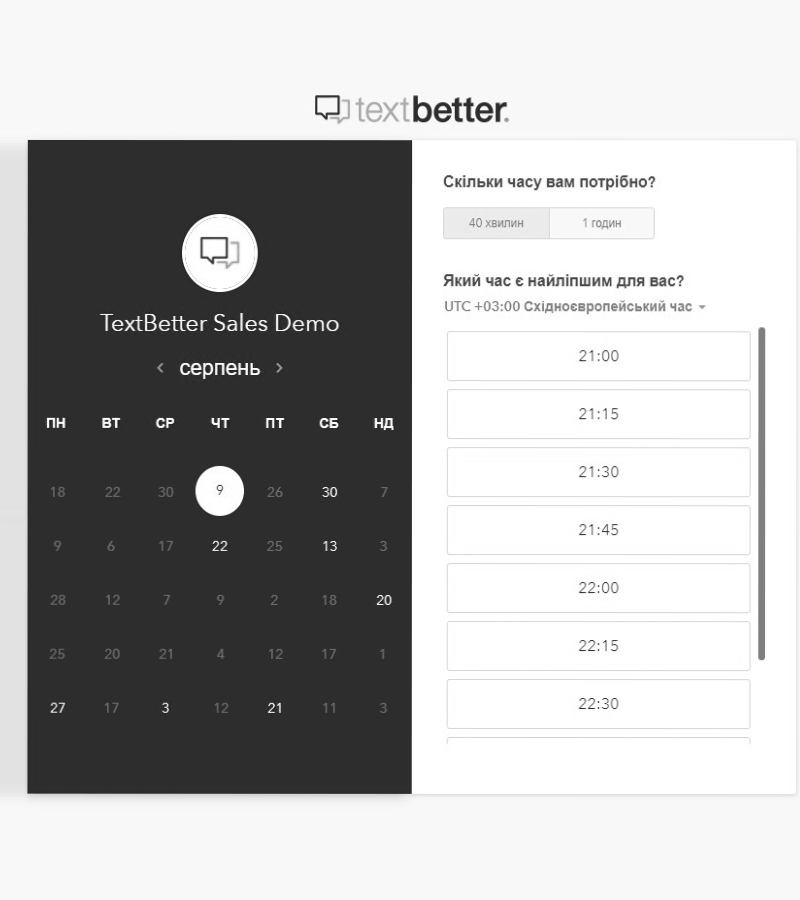 textbetter.
TextBetter Sales Demo
серпень
ПН ВТ СР ЧТ ПТ СБ НД
18 22 30 9 26 30 7
9 6 17 22 25 13 3
28 12 7 9 2 18 20
25 20 21 4 12 17 1
27 17 3 12 21 11 3
Скільки часу вам потрібно?
40 хвилин 1 годин
Який час є найліпшим для вас?
UTC +03:00 Східноєвропейський час
21:00
21:15
21:30
21:45
22:00
22:15
22:30